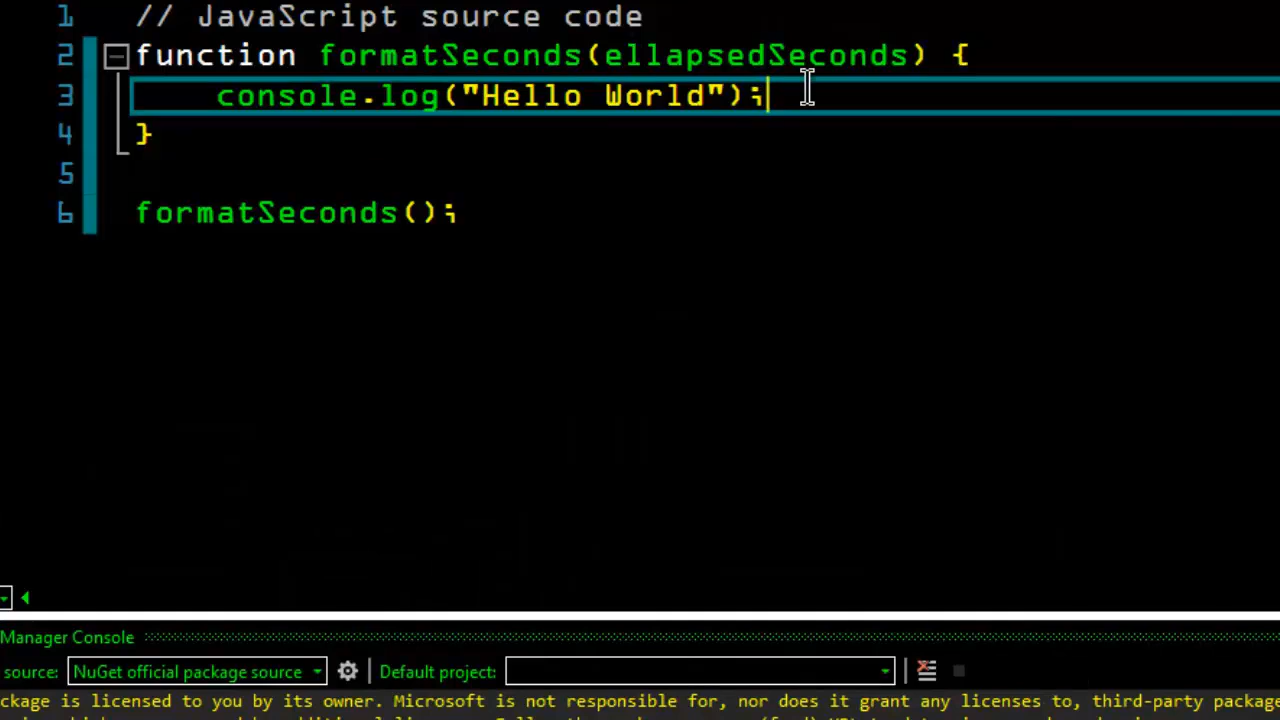 1 // JavaScript source code
2 function formatSeconds(ellapsedSeconds) {
3 console.log("Hello World");
4 }
5
6 formatSeconds();
Manager Console
source: NuGet official package source Default project:
ckage is licensed to you by its owner. Microsoft is not responsible for, nor does it grant any licenses to, third-party package